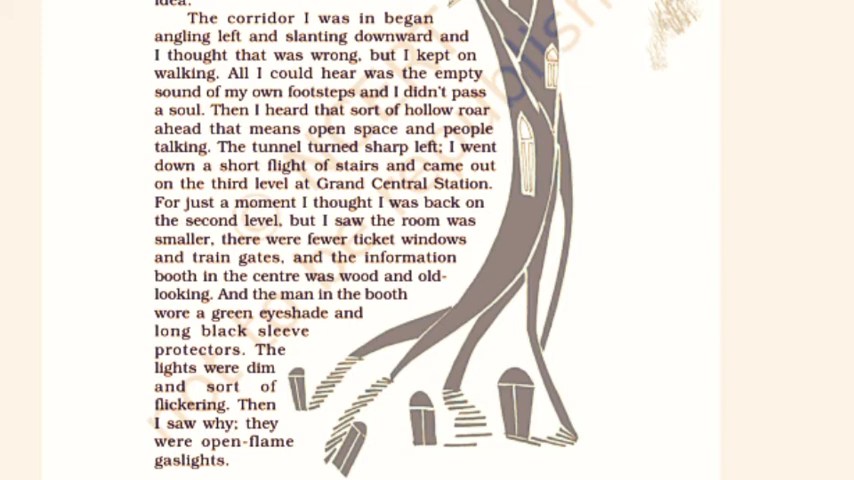 idea.
The corridor I was in began
angling left and slanting downward and
I thought that was wrong, but I kept on
walking. All I could hear was the empty
sound of my own footsteps and I didn't pass
a soul. Then I heard that sort of hollow roar
ahead that means open space and people
talking. The tunnel turned sharp left; I went
down a short flight of stairs and came out
on the third level at Grand Central Station.
For just a moment I thought I was back on
the second level, but I saw the room was
smaller, there were fewer ticket windows
and train gates, and the information
booth in the centre was wood and old-
looking. And the man in the booth
wore a green eyeshade and
long black sleeve
protectors. The
lights were dim
and sort of
flickering. Then
I saw why; they
were open-flame
gaslights.